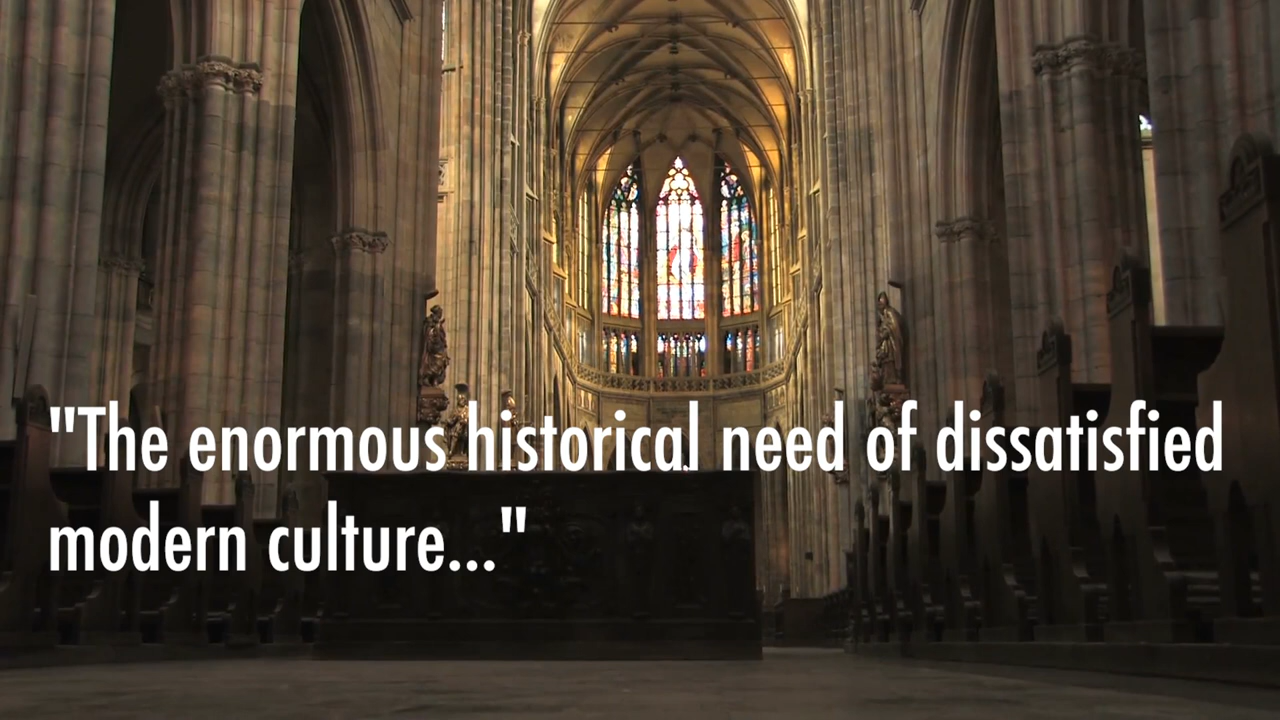 "The enormous historical need of dissatisfied
modern culture..."